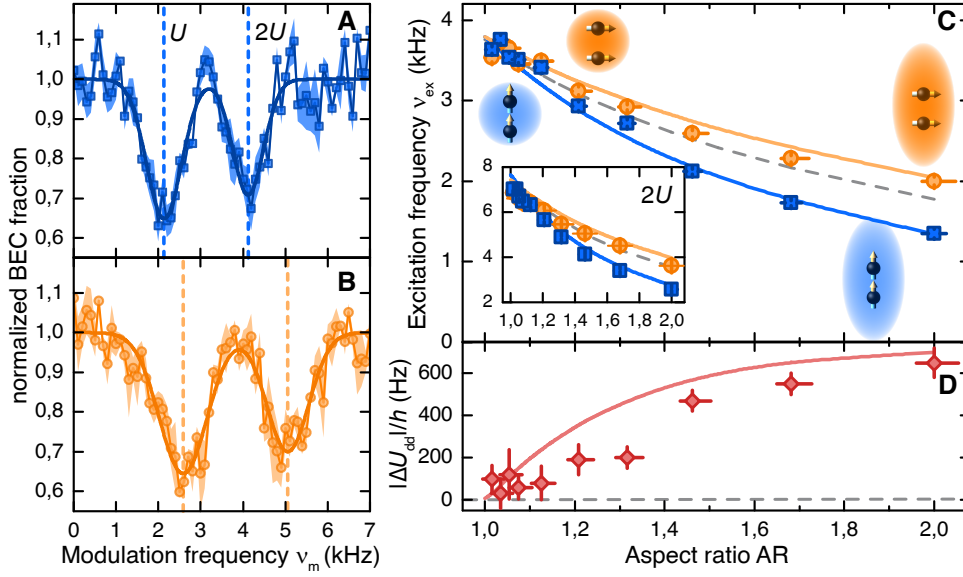 A
U
2U
1,1
1,0
0,9
0,8
0,7
0,6
B
1,1
1,0
0,9
0,8
0,7
0,6
normalized BEC fraction
0 1 2 3 4 5 6 7
Modulation frequency νm (kHz)
C
4
3
2
1
0
Excitation frequency νex (kHz)
2U
8
6
4
2
1,0 1,2 1,4 1,6 1,8 2,0
D
600
400
200
0
|ΔUdd|/h (Hz)
1,0 1,2 1,4 1,6 1,8 2,0
Aspect ratio AR